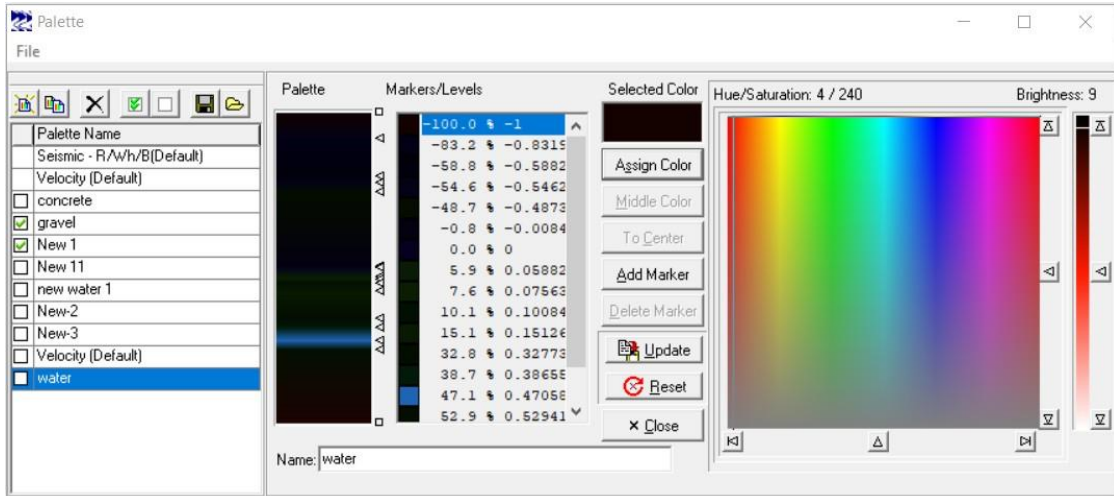 Palette
File
Palette Name
Seismic - R/Wh/B(Default)
Velocity (Default)
concrete
gravel
New 1
New 11
new water 1
New-2
New-3
Velocity (Default)
water
Palette
Markers/Levels
-100.0 % -1
-83.2 % -0.8319
-58.8 % -0.5882
-54.6 % -0.5462
-48.7 % -0.4873
-0.8 % -0.0084
0.0 % 0
5.9 % 0.05882
7.6 % 0.07563
10.1 % 0.10084
15.1 % 0.15126
32.8 % 0.32773
38.7 % 0.38655
47.1 % 0.47058
52.9 % 0.52941
Name: water
Selected Color
Assign Color
Middle Color
To Center
Add Marker
Delete Marker
Update
Reset
× Close
Hue/Saturation: 4 / 240
Brightness: 9